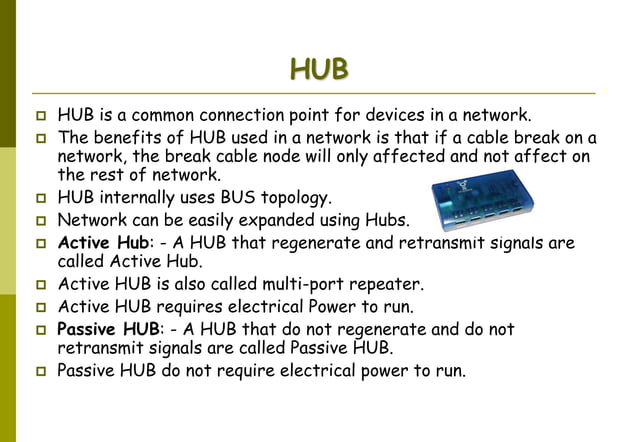 HUB
HUB is a common connection point for devices in a network.
The benefits of HUB used in a network is that if a cable break on a
network, the break cable node will only affected and not affect on
the rest of network.
HUB internally uses BUS topology.
Network can be easily expanded using Hubs.
Active Hub: - A HUB that regenerate and retransmit signals are
called Active Hub.
Active HUB is also called multi-port repeater.
Active HUB requires electrical Power to run.
Passive HUB: - A HUB that do not regenerate and do not
retransmit signals are called Passive HUB.
Passive HUB do not require electrical power to run.